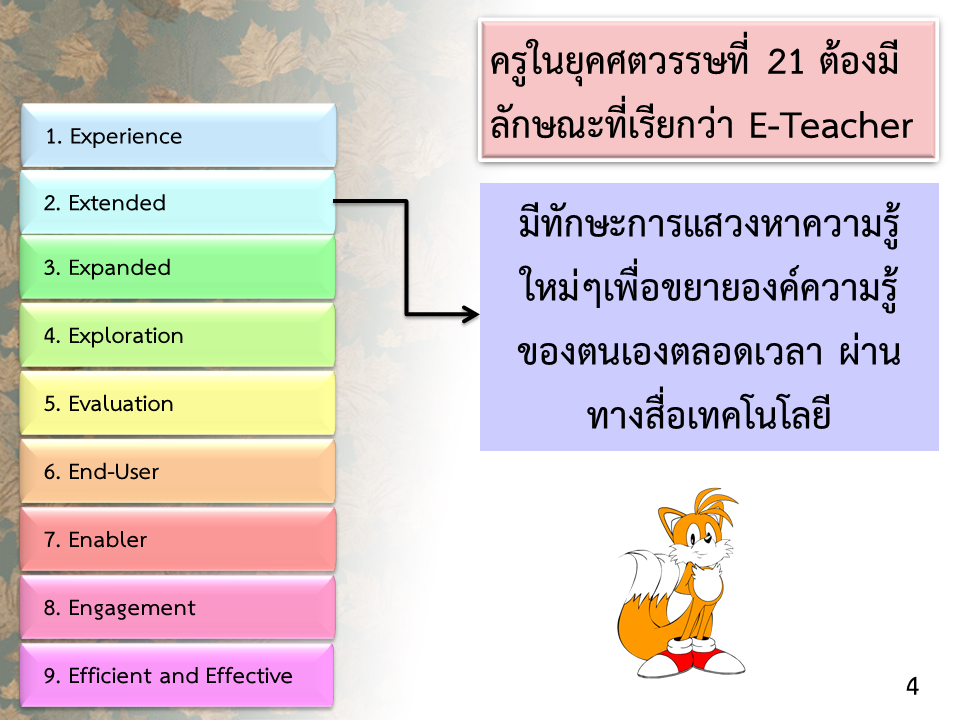 ครูในยุคศตวรรษที่ 21 ต้องมี
ลักษณะที่เรียกว่า E-Teacher
1. Experience
2. Extended
3. Expanded
4. Exploration
5. Evaluation
6. End-User
7. Enabler
8. Engagement
9. Efficient and Effective
มีทักษะการแสวงหาความรู้
ใหม่ๆเพื่อขยายองค์ความรู้
ของตนเองตลอดเวลา ผ่าน
ทางสื่อเทคโนโลยี
4